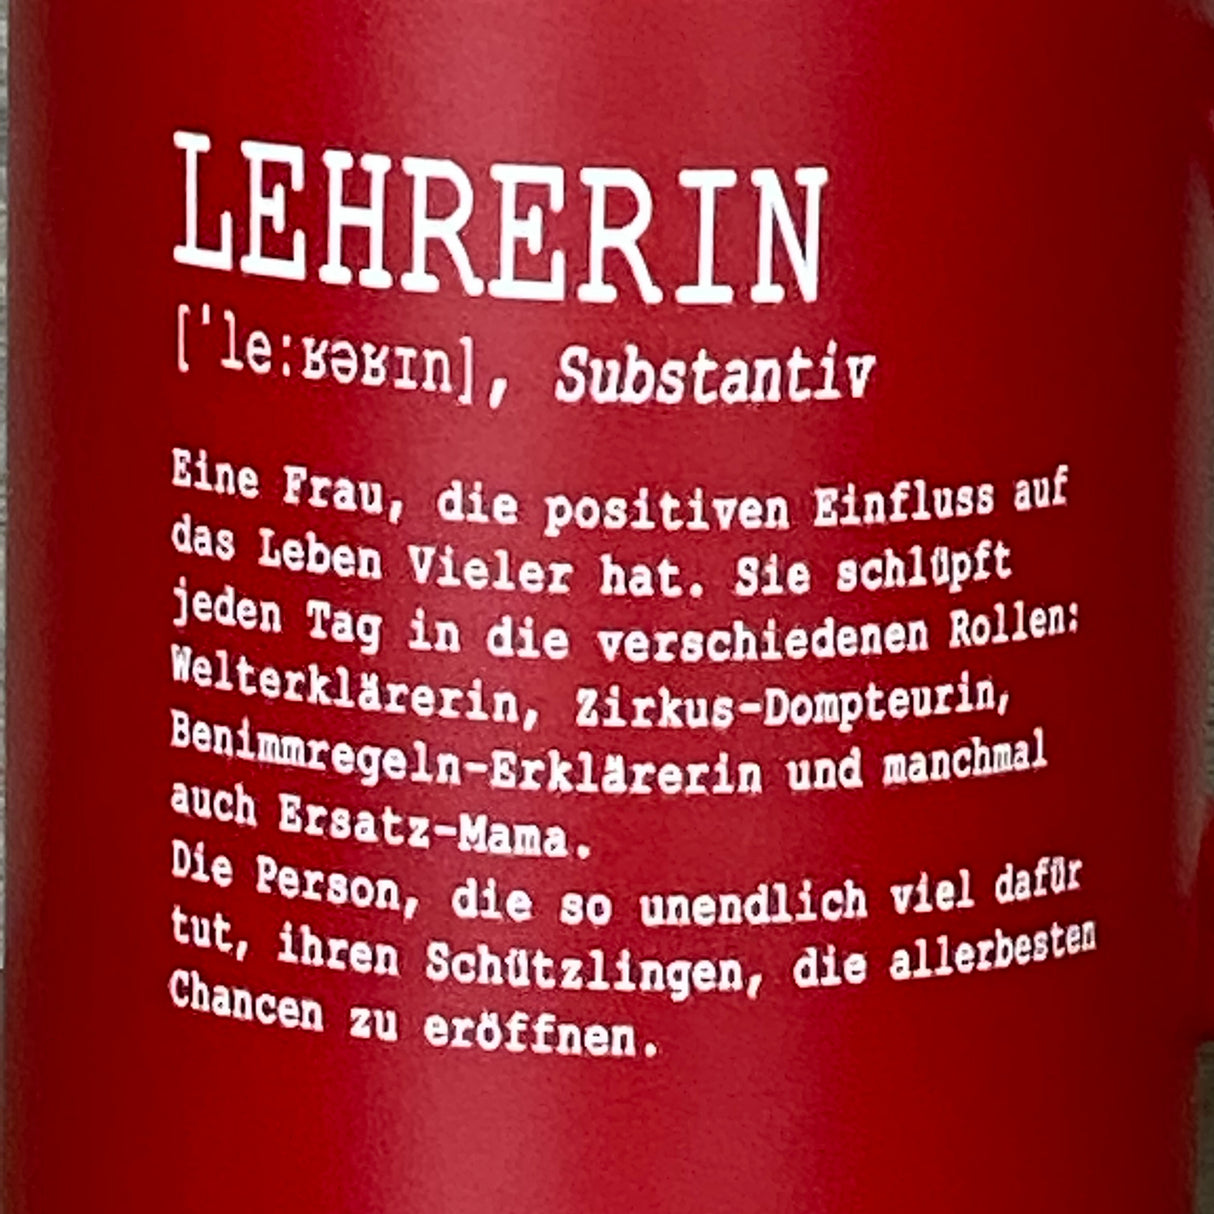 LEHRERIN
[ˈle:ʁəʁɪn], Substantiv
Eine Frau, die positiven Einfluss auf
das Leben Vieler hat. Sie schlüpft
jeden Tag in die verschiedenen Rollen:
Welterklärerin, Zirkus-Dompteurin,
Benimmregeln-Erklärerin und manchmal
auch Ersatz-Mama.
Die Person, die so unendlich viel dafür
tut, ihren Schützlingen, die allerbesten
Chancen zu eröffnen.